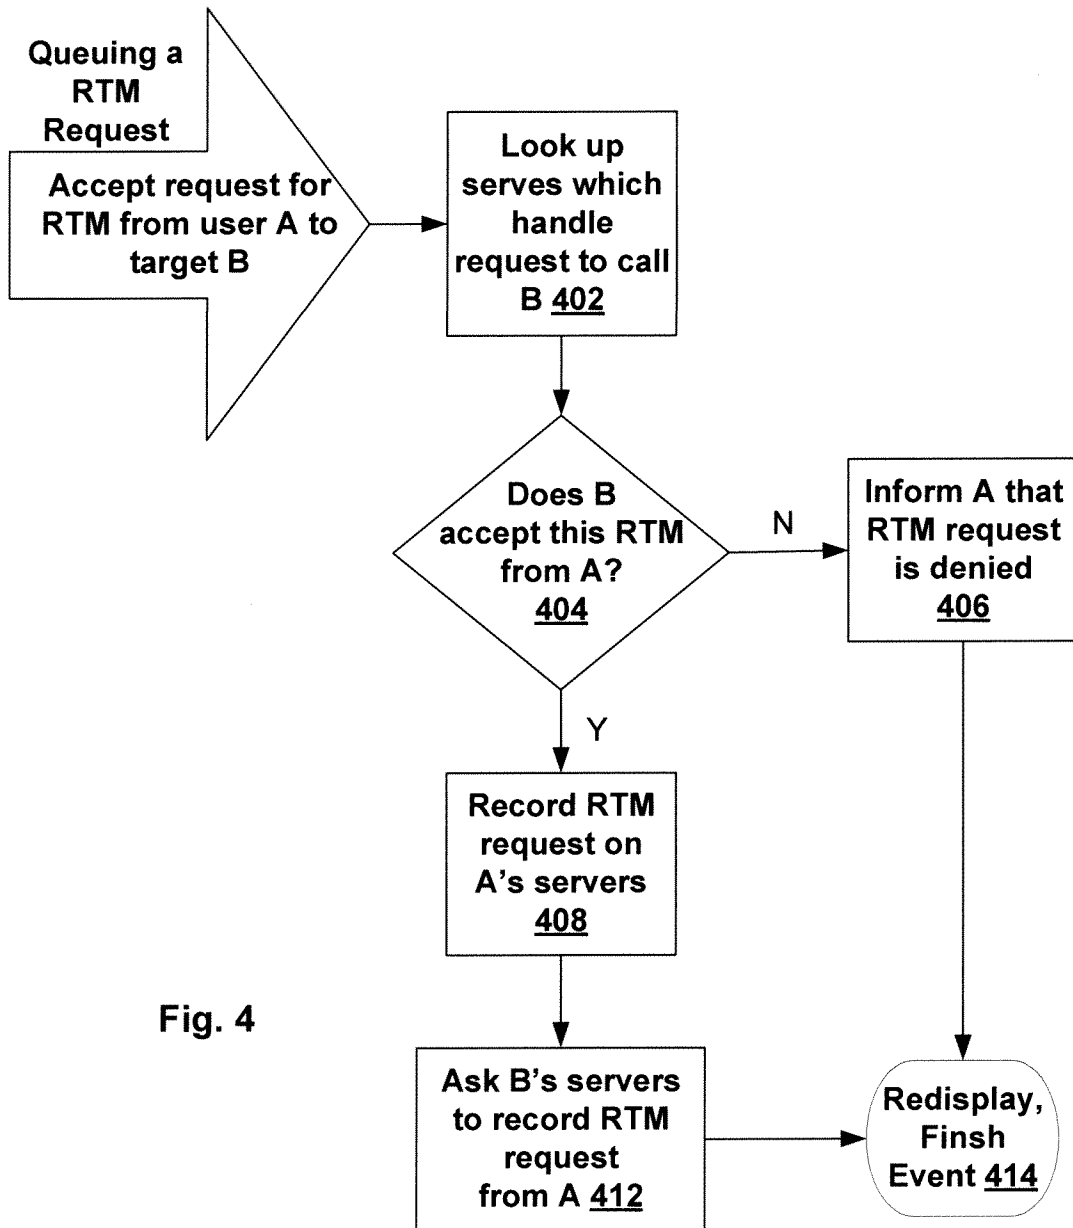 Queuing a
RTM
Request
Accept request for
RTM from user A to
target B
Look up
serves which
handle
request to call
B 402
Does B
accept this RTM
from A?
404
N
Inform A that
RTM request
is denied
406
Y
Record RTM
request on
A's servers
408
Fig. 4
Ask B's servers
to record RTM
request
from A 412
Redisplay,
Finsh
Event 414